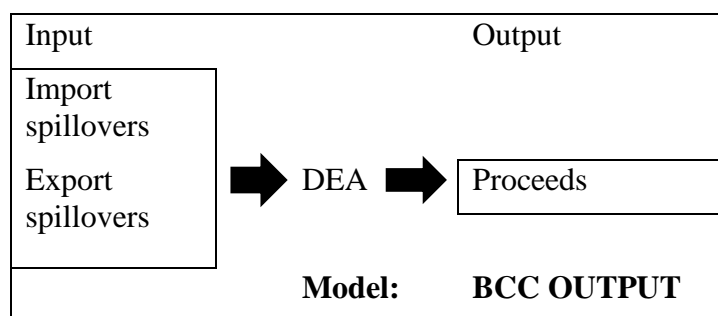 Input Output
Import
spillovers
Export
spillovers
DEA Proceeds
Model: BCC OUTPUT